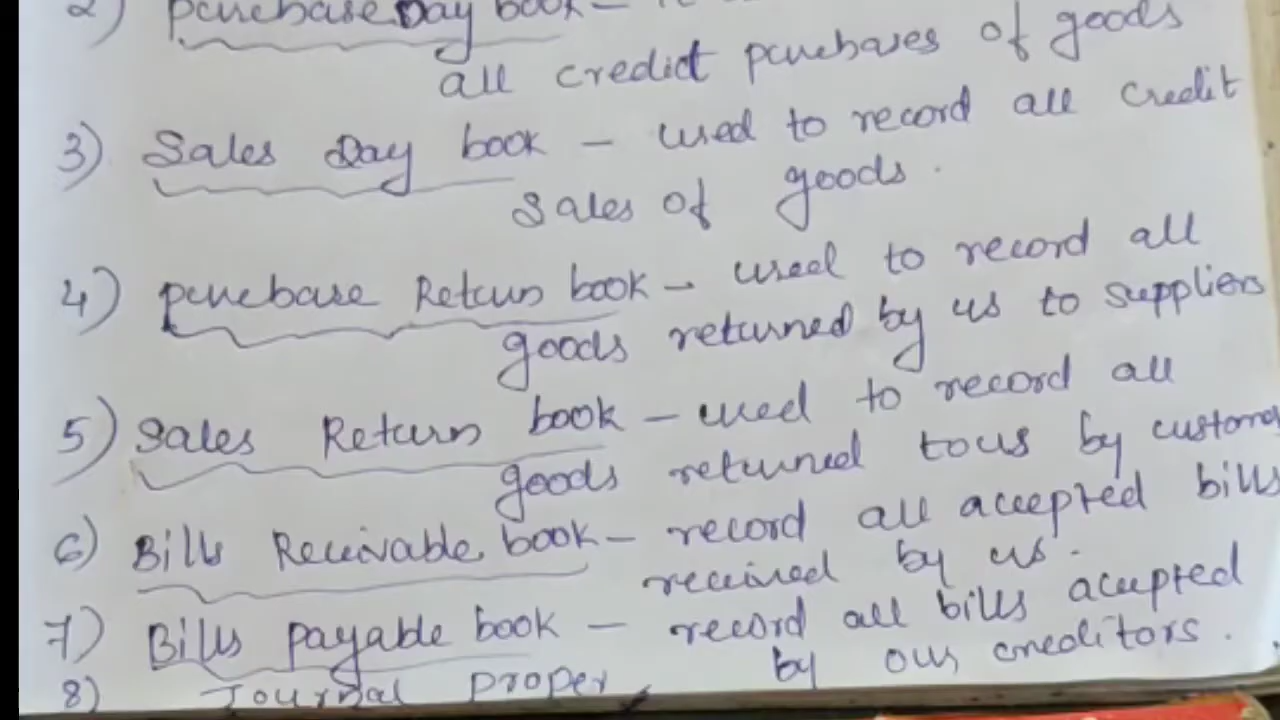 2) purchase Day book -
all credict purchases of goods
3) Sales Day book - used to record all credit
sales of goods.
4) purchase Return book - used to record all
goods returned by us to suppliers
5) Sales Return book - used to record all
goods returned to us by custome
6) Bills Receivable book - record all accepted bills
received by us.
7) Bills payable book - record all bills accepted
by our creditors.
8) Journal proper